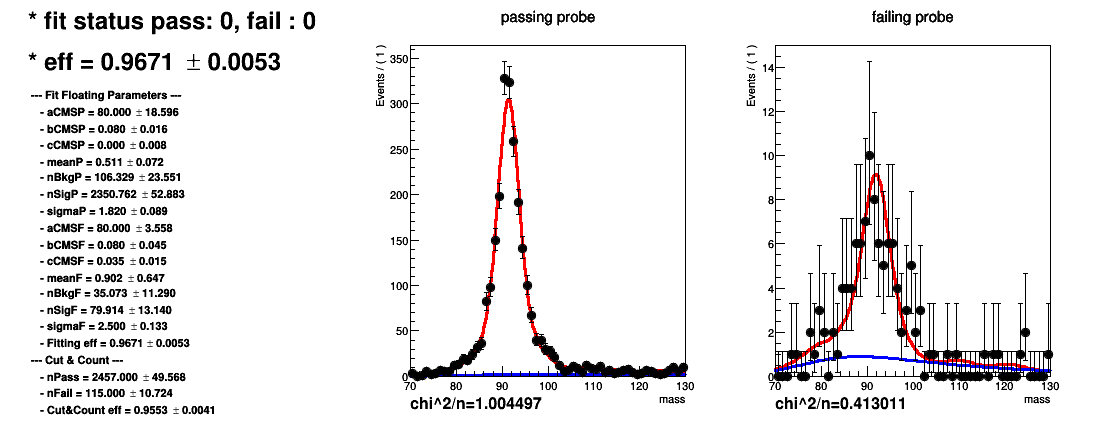 * fit status pass: 0, fail : 0
* eff = 0.9671 ± 0.0053
--- Fit Floating Parameters ---
- aCMSP = 80.000 ± 18.596
- bCMSP = 0.080 ± 0.016
- cCMSP = 0.000 ± 0.008
- meanP = 0.511 ± 0.072
- nBkgP = 106.329 ± 23.551
- nSigP = 2350.762 ± 52.883
- sigmaP = 1.820 ± 0.089
- aCMSF = 80.000 ± 3.558
- bCMSF = 0.080 ± 0.045
- cCMSF = 0.035 ± 0.015
- meanF = 0.902 ± 0.647
- nBkgF = 35.073 ± 11.290
- nSigF = 79.914 ± 13.140
- sigmaF = 2.500 ± 0.133
- Fitting eff = 0.9671 ± 0.0053
--- Cut & Count ---
- nPass = 2457.000 ± 49.568
- nFail = 115.000 ± 10.724
- Cut&Count eff = 0.9553 ± 0.0041
passing probe
Events / ( 1 )
350
300
250
200
150
100
50
0
70 80 90 100 110 120 130
mass
chi^2/n=1.004497
failing probe
Events / ( 1 )
14
12
10
8
6
4
2
0
70 80 90 100 110 120 130
mass
chi^2/n=0.413011